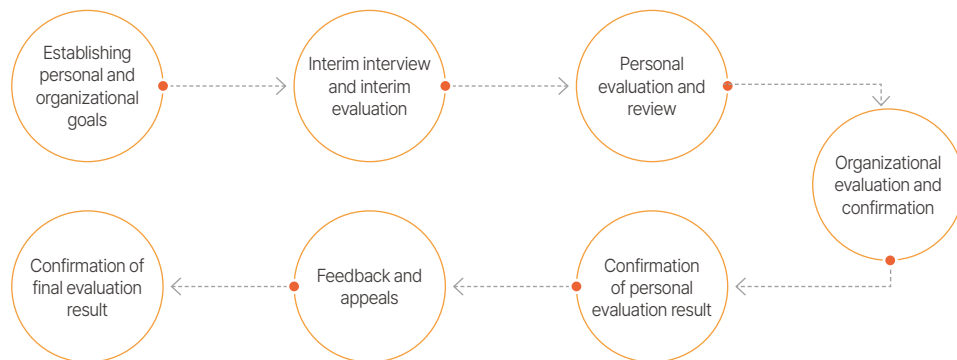 Establishing
personal and
organizational
goals
Interim interview
and interim
evaluation
Personal
evaluation and
review
Organizational
evaluation and
confirmation
Confirmation
of personal
evaluation result
Feedback and
appeals
Confirmation of
final evaluation
result